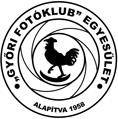 "GYŐRI FOTÓKLUB" EGYESÜLET
ALAPÍTVA 1958